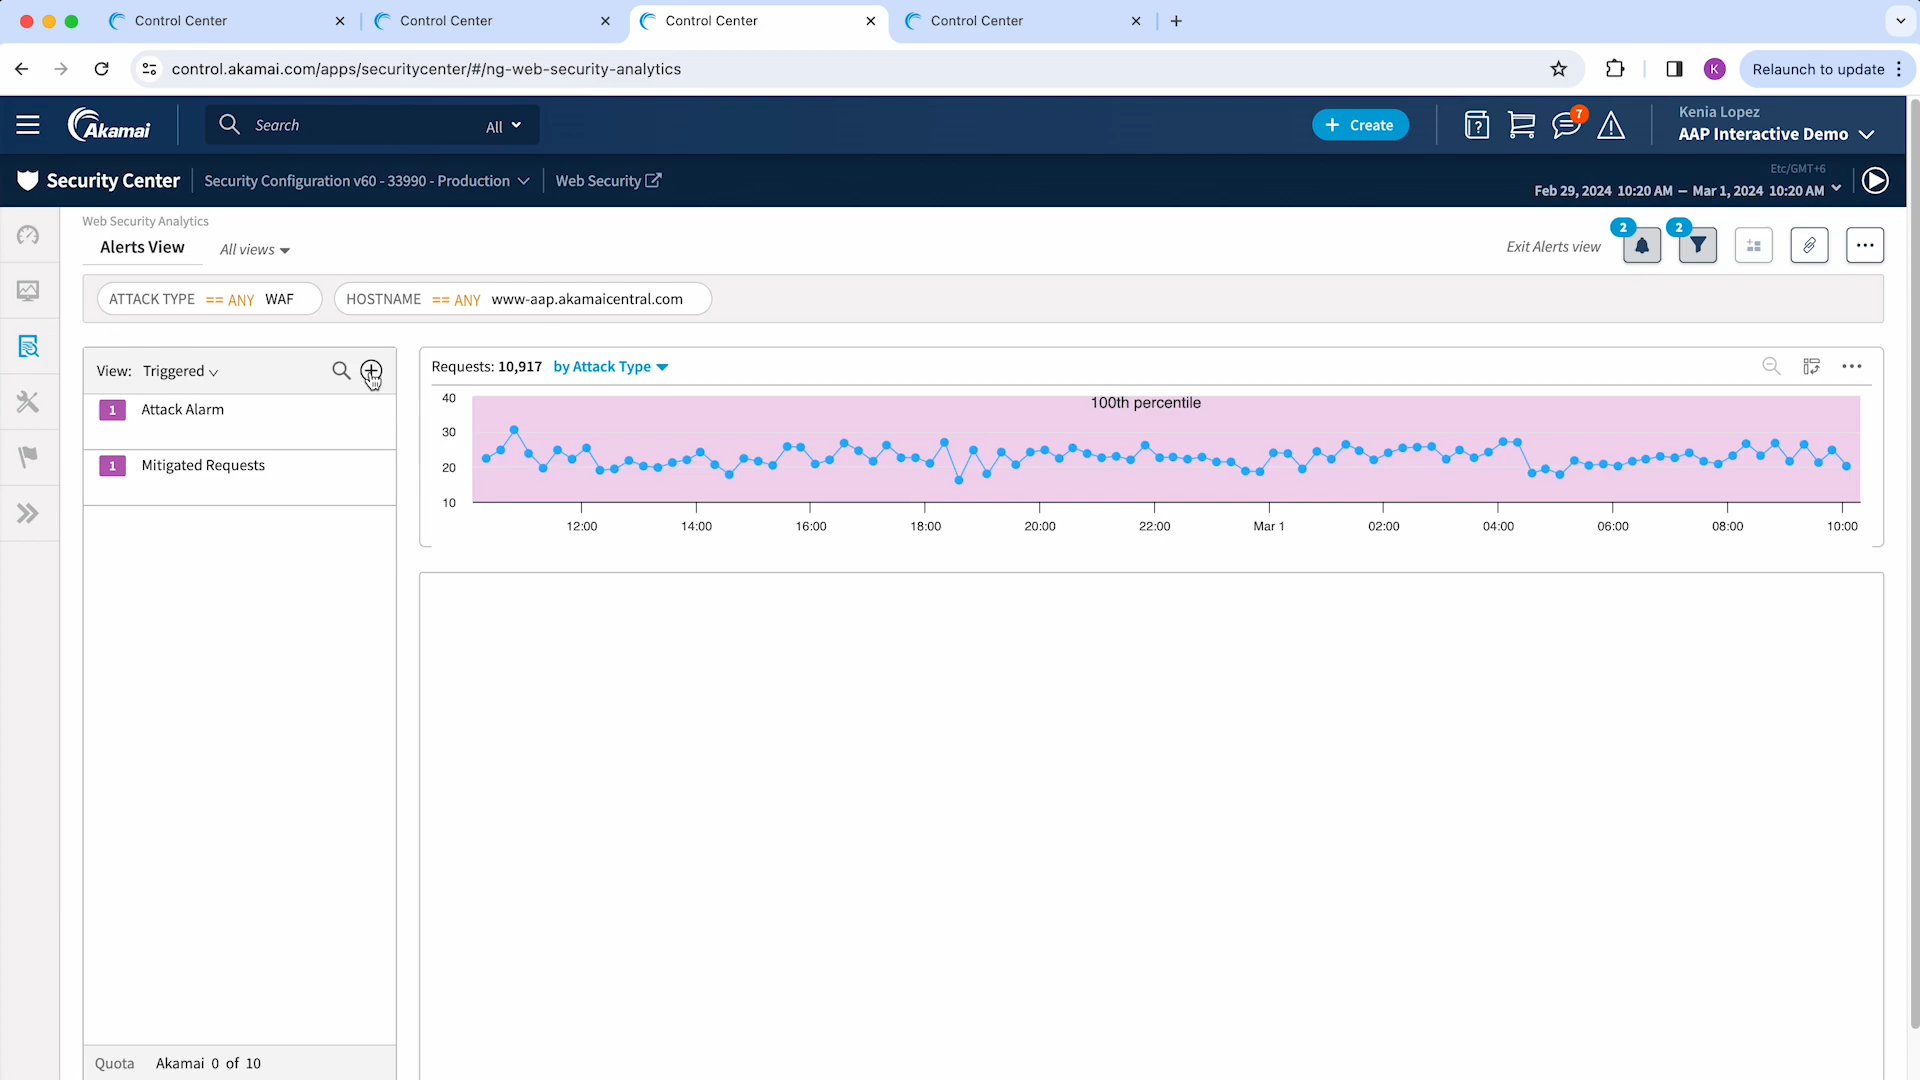 Control Center
Control Center
Control Center
Control Center
control.akamai.com/apps/securitycenter/#/ng-web-security-analytics
K
Relaunch to update
Akamai
Search
All
+ Create
7
Kenia Lopez
AAP Interactive Demo
Security Center
Security Configuration v60 - 33990 - Production
Web Security
Etc/GMT+6
Feb 29, 2024 10:20 AM – Mar 1, 2024 10:20 AM
Web Security Analytics
Alerts View
All views
Exit Alerts view
2
2
ATTACK TYPE == ANY WAF
HOSTNAME == ANY www-aap.akamaicentral.com
View: Triggered
1 Attack Alarm
1 Mitigated Requests
Quota Akamai 0 of 10
Requests: 10,917 by Attack Type
100th percentile
40
30
20
10
12:00 14:00 16:00 18:00 20:00 22:00 Mar 1 02:00 04:00 06:00 08:00 10:00